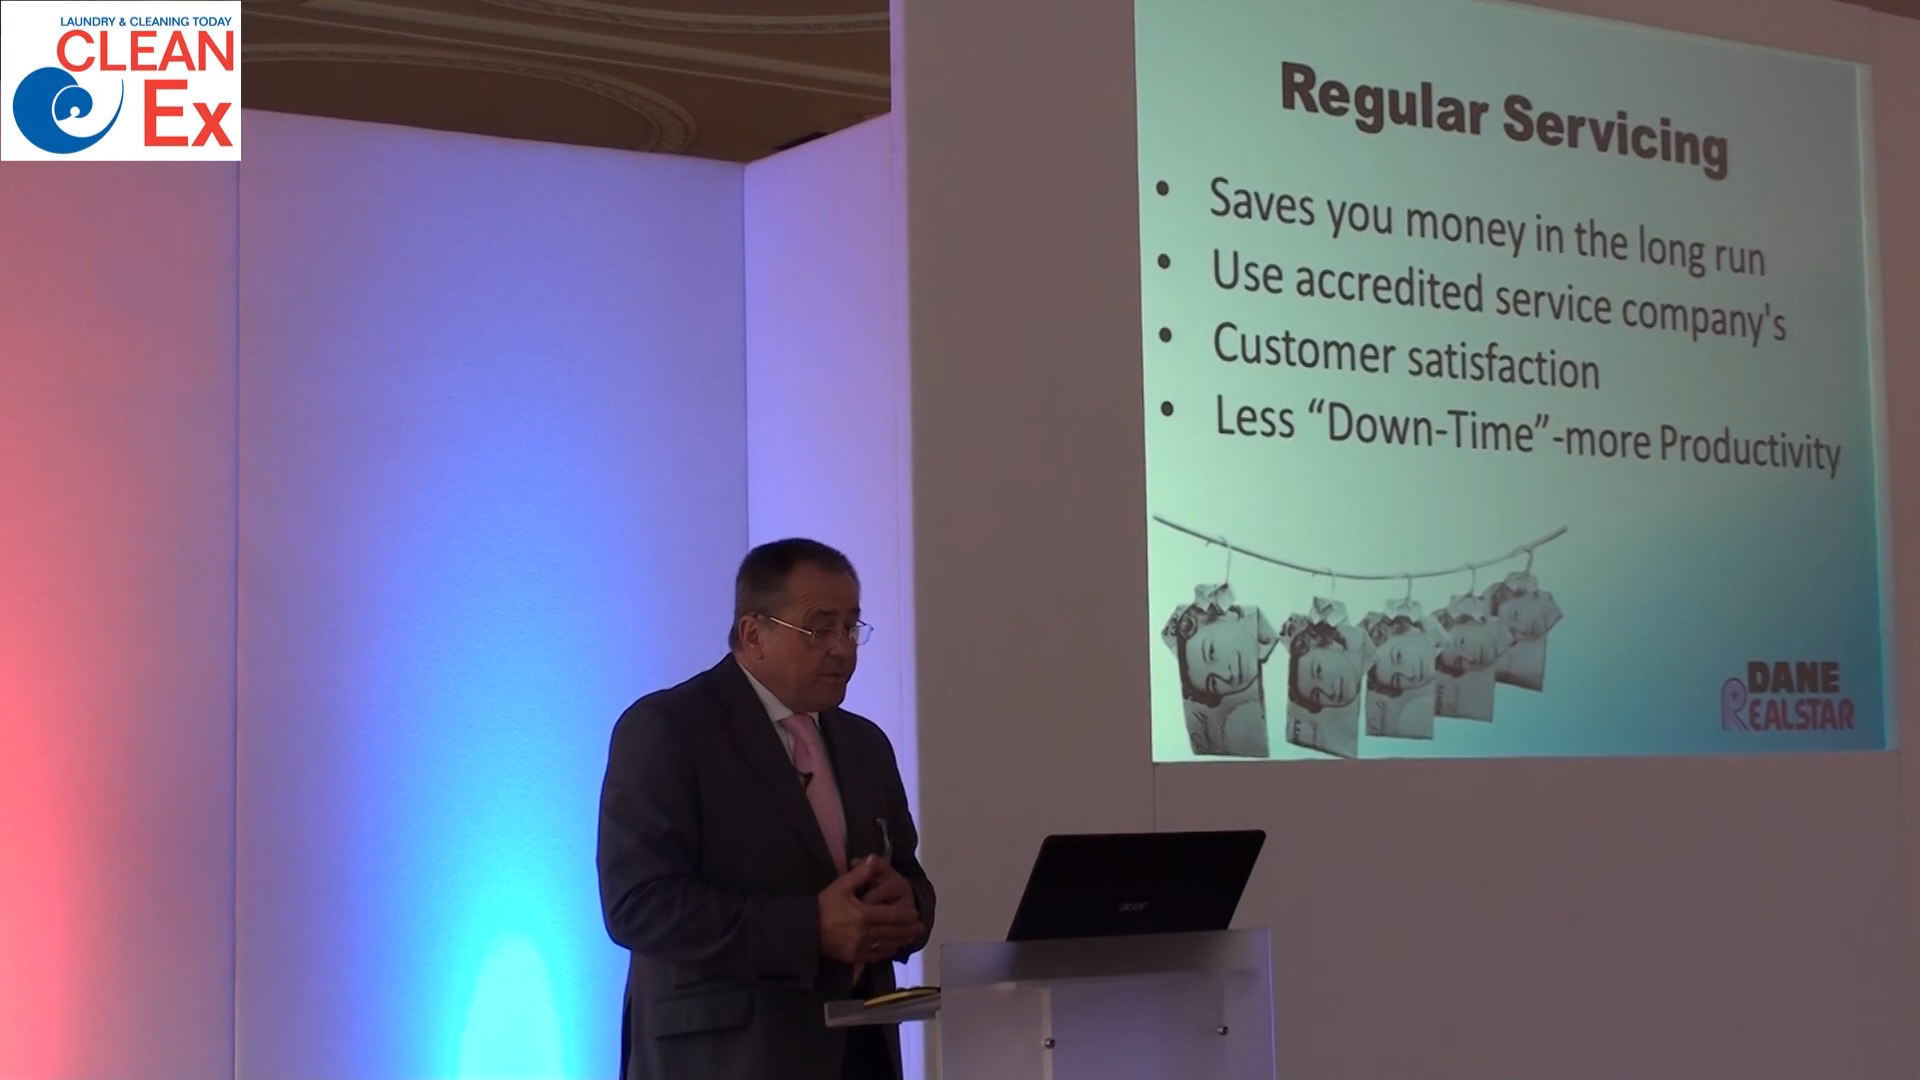 LAUNDRY & CLEANING TODAY
CLEAN
Ex
Regular Servicing
• Saves you money in the long run
• Use accredited service company's
• Customer satisfaction
• Less “Down-Time”-more Productivity
DANE
REALSTAR
acer